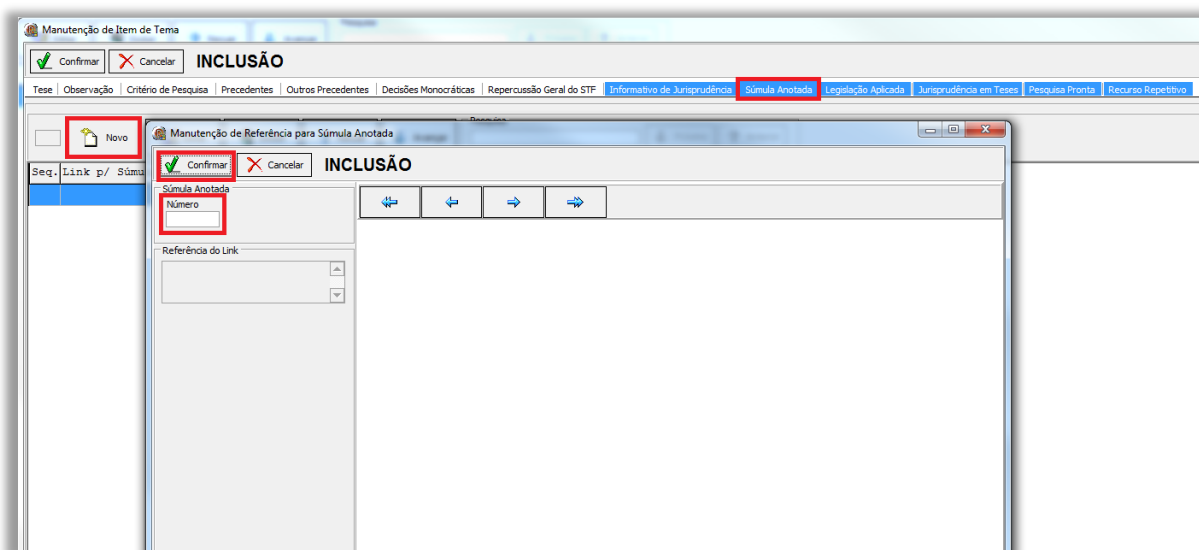 Manutenção de Item de Tema
Confirmar Cancelar INCLUSÃO
Tese Observação Critério de Pesquisa Precedentes Outros Precedentes Decisões Monocráticas Repercussão Geral do STF Informativo de Jurisprudência Súmula Anotada Legislação Aplicada Jurisprudência em Teses Pesquisa Pronta Recurso Repetitivo
Novo
Manutenção de Referência para Súmula Anotada
Confirmar Cancelar INCLUSÃO
Seq. Link p/ Súmu
Súmula Anotada
Número
Referência do Link